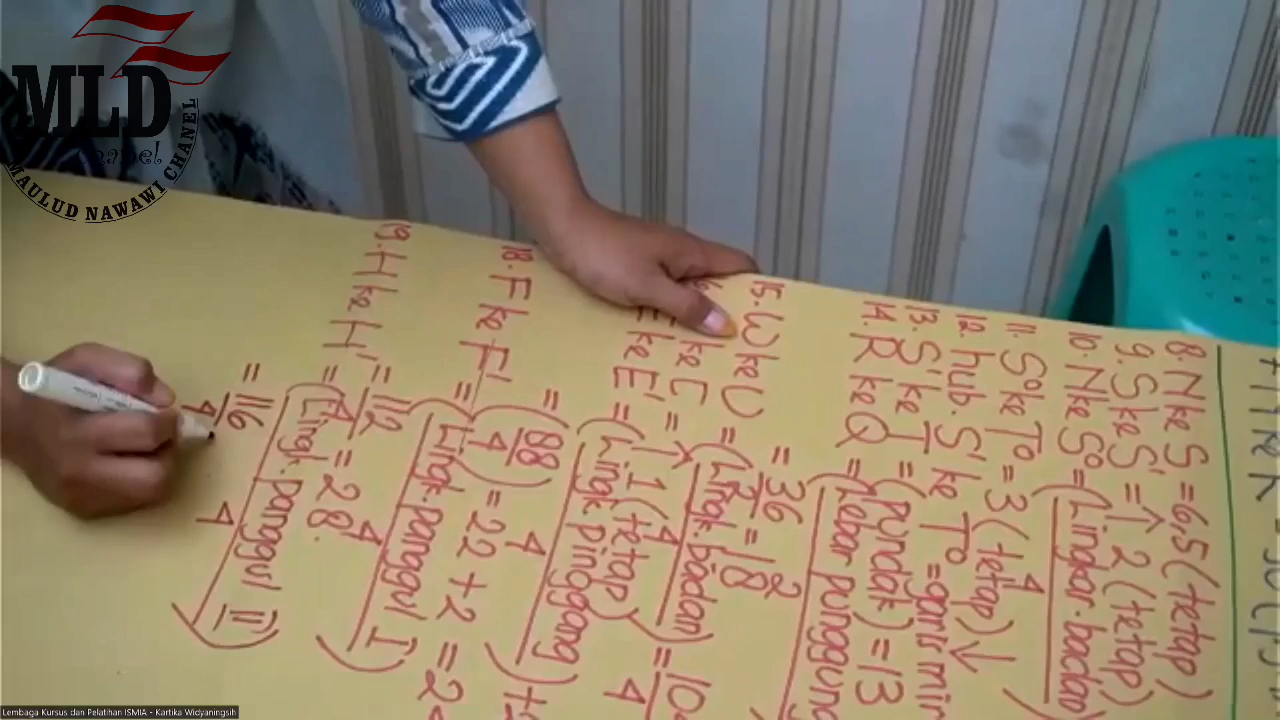 MLD
MAULUD NAWAWI CHANEL
8. N ke S = 6,5 (tetap)
9. S ke S' = ↑ 2 (tetap)
10. N ke S° = (Lingkar badan
4
11. S° ke T° = 3 (tetap) ↓
12. hub. S' ke T° = garis mir
13. S' ke T = (pundak) = 13
14. R ke Q = (lebar punggung
2
= 36/2 = 18
15. W ke U = (Lingk. badan)
4
= 10
4
ke C = ↑ 1 (tetap)
E ke E' = (Lingk pinggang)
4
= (88/4) = 22 + 2 = 2
18. F ke F' = (Lingk panggul I)
4
= 112/4 = 28.
19. H ke H' = (Lingk. panggul II)
4
= 116
4
Lembaga Kursus dan Pelatihan ISMIA - Kartika Widyaningsih